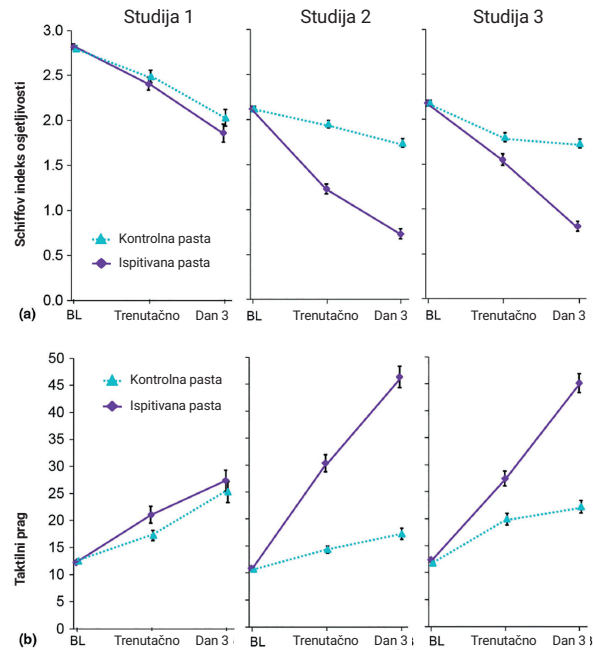 Studija 1
Studija 2
Studija 3
Schiffov indeks osjetljivosti
3.0
2.5
2.0
1.5
1.0
0.5
0.0
Kontrolna pasta
Ispitivana pasta
(a)
BL Trenutačno Dan 3
BL Trenutačno Dan 3
BL Trenutačno Dan 3
Taktilni prag
50
45
40
35
30
25
20
15
10
5
0
Kontrolna pasta
Ispitivana pasta
(b)
BL Trenutačno Dan 3
BL Trenutačno Dan 3
BL Trenutačno Dan 3